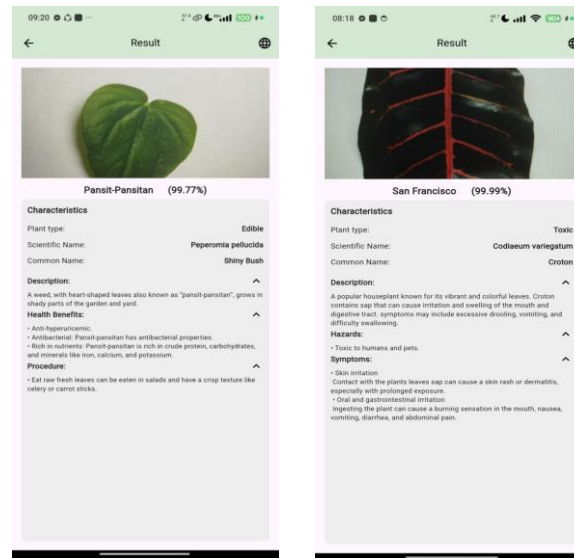 09:20
100
Result
Pansit-Pansitan (99.77%)
Characteristics
Plant type: Edible
Scientific Name: Peperomia pellucida
Common Name: Shiny Bush
Description:
A weed, with heart-shaped leaves also known as "pansit-pansitan", grows in
shady parts of the garden and yard.
Health Benefits:
• Anti-hyperuricemic.
• Antibacterial: Pansit-pansitan has antibacterial properties.
• Rich in nutrients: Pansit-pansitan is rich in crude protein, carbohydrates,
and minerals like iron, calcium, and potassium.
Procedure:
• Eat raw fresh leaves can be eaten in salads and have a crisp texture like
celery or carrot sticks.
08:18
Result
San Francisco (99.99%)
Characteristics
Plant type: Toxic
Scientific Name: Codiaeum variegatum
Common Name: Croton
Description:
A popular houseplant known for its vibrant and colorful leaves. Croton
contains sap that can cause irritation and swelling of the mouth and
digestive tract. symptoms may include excessive drooling, vomiting, and
difficulty swallowing.
Hazards:
• Toxic to humans and pets.
Symptoms:
• Skin irritation
Contact with the plants leaves sap can cause a skin rash or dermatitis,
especially with prolonged exposure.
• Oral and gastrointestinal irritation
Ingesting the plant can cause a burning sensation in the mouth, nausea,
vomiting, diarrhea, and abdominal pain.